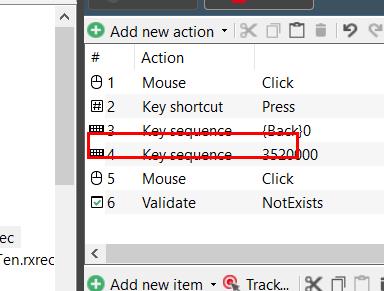 Add new action
# Action
1 Mouse Click
2 Key shortcut Press
3 Key sequence {Back}0
4 Key sequence 3520000
5 Mouse Click
6 Validate NotExists
ec
Ten.rxrec
Add new item Track...